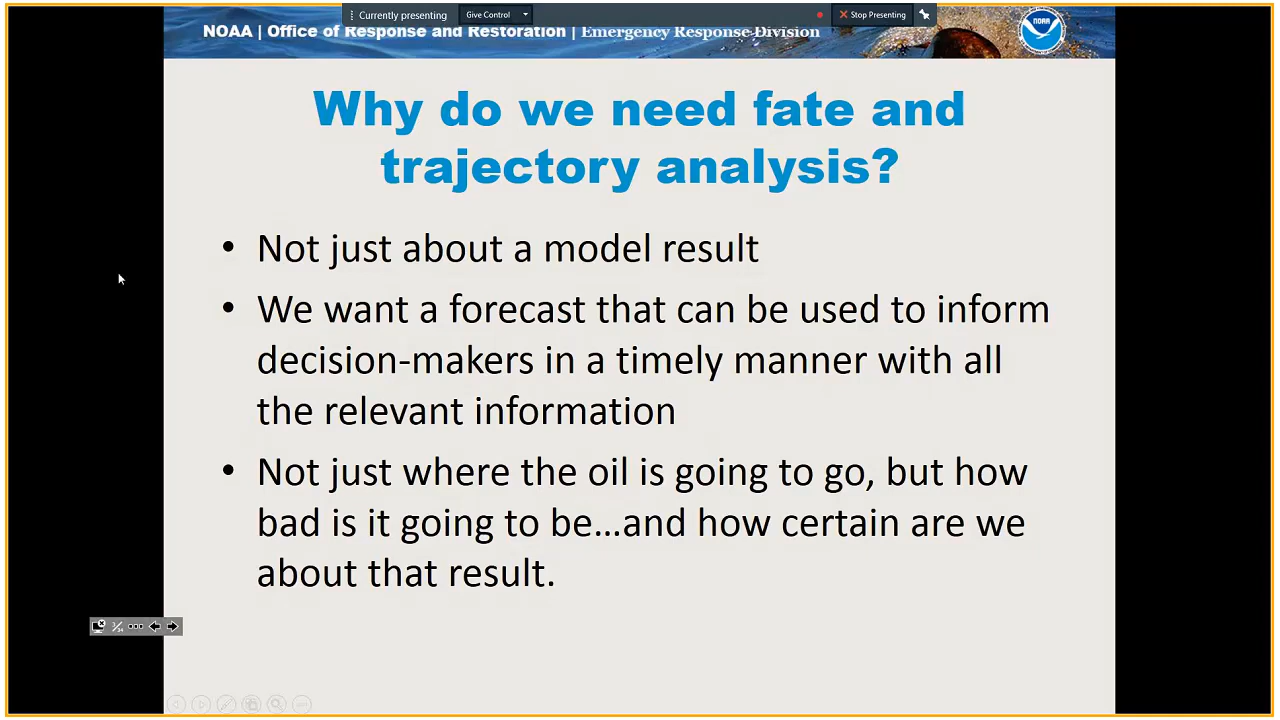 Currently presenting
Give Control
Stop Presenting
NOAA | Office of Response and Restoration | Emergency Response Division
NOAA
Why do we need fate and
trajectory analysis?
• Not just about a model result
• We want a forecast that can be used to inform
decision-makers in a timely manner with all
the relevant information
• Not just where the oil is going to go, but how
bad is it going to be…and how certain are we
about that result.